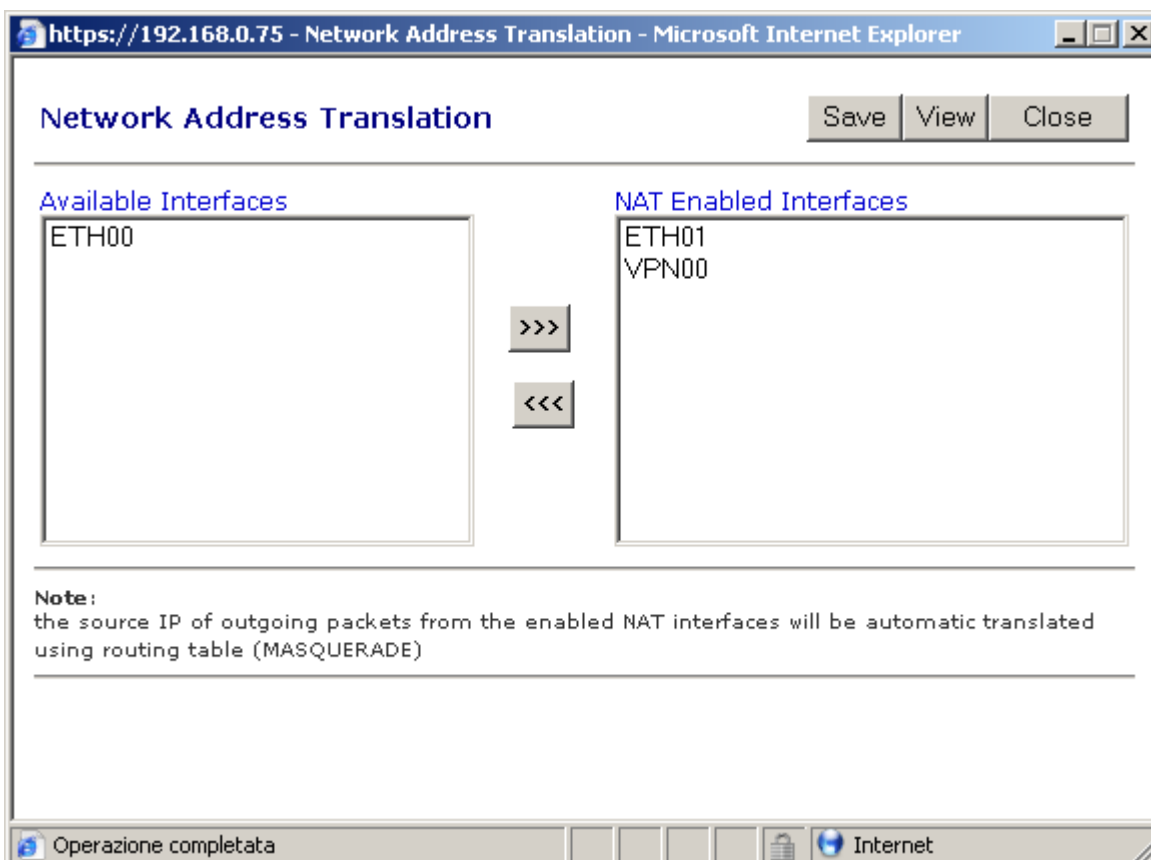 https://192.168.0.75 - Network Address Translation - Microsoft Internet Explorer
Network Address Translation
Save View Close
Available Interfaces
ETH00
NAT Enabled Interfaces
ETH01
VPN00
>>>
<<<
Note:
the source IP of outgoing packets from the enabled NAT interfaces will be automatic translated
using routing table (MASQUERADE)
Operazione completata
Internet